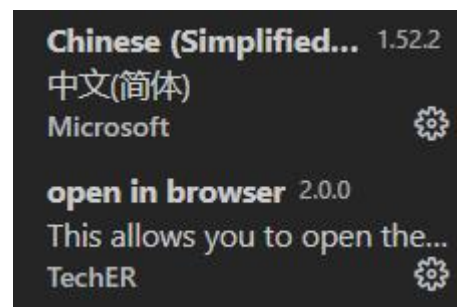 Chinese (Simplified... 1.52.2
中文(简体)
Microsoft
open in browser 2.0.0
This allows you to open the...
TechER